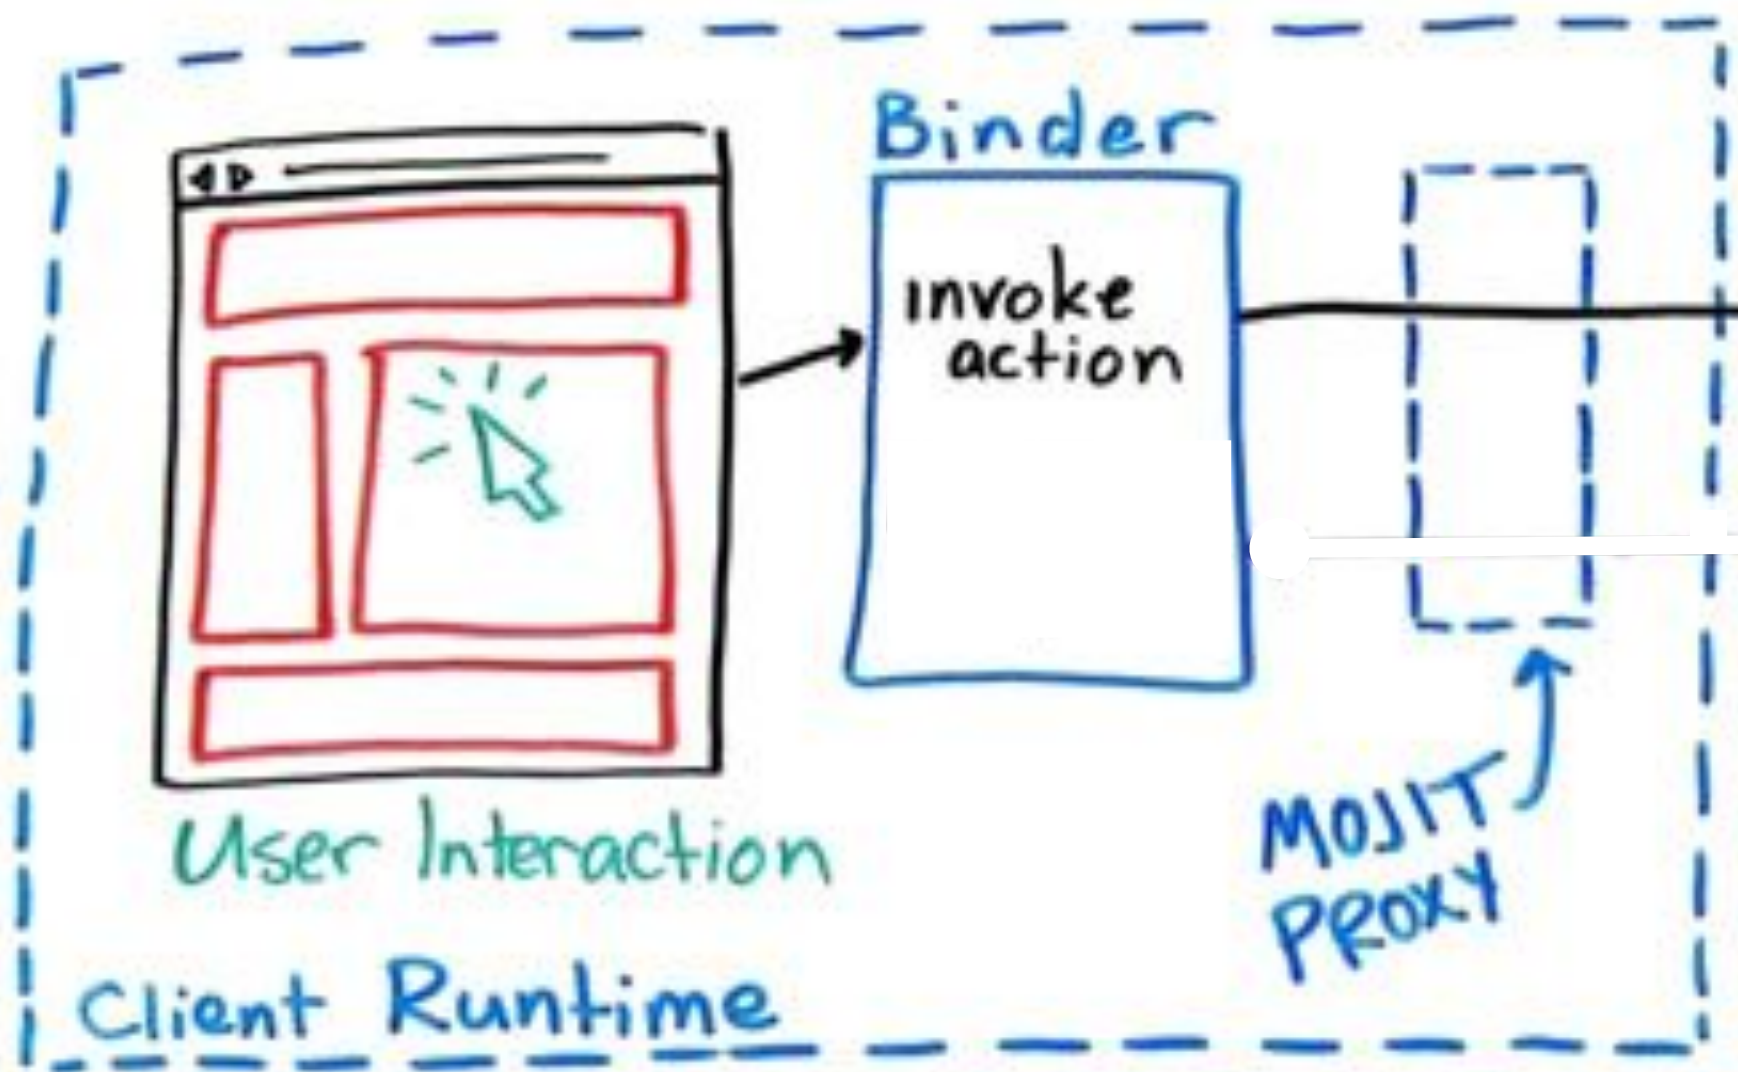 Binder
invoke
action
MOJIT
PROXY
User Interaction
Client Runtime